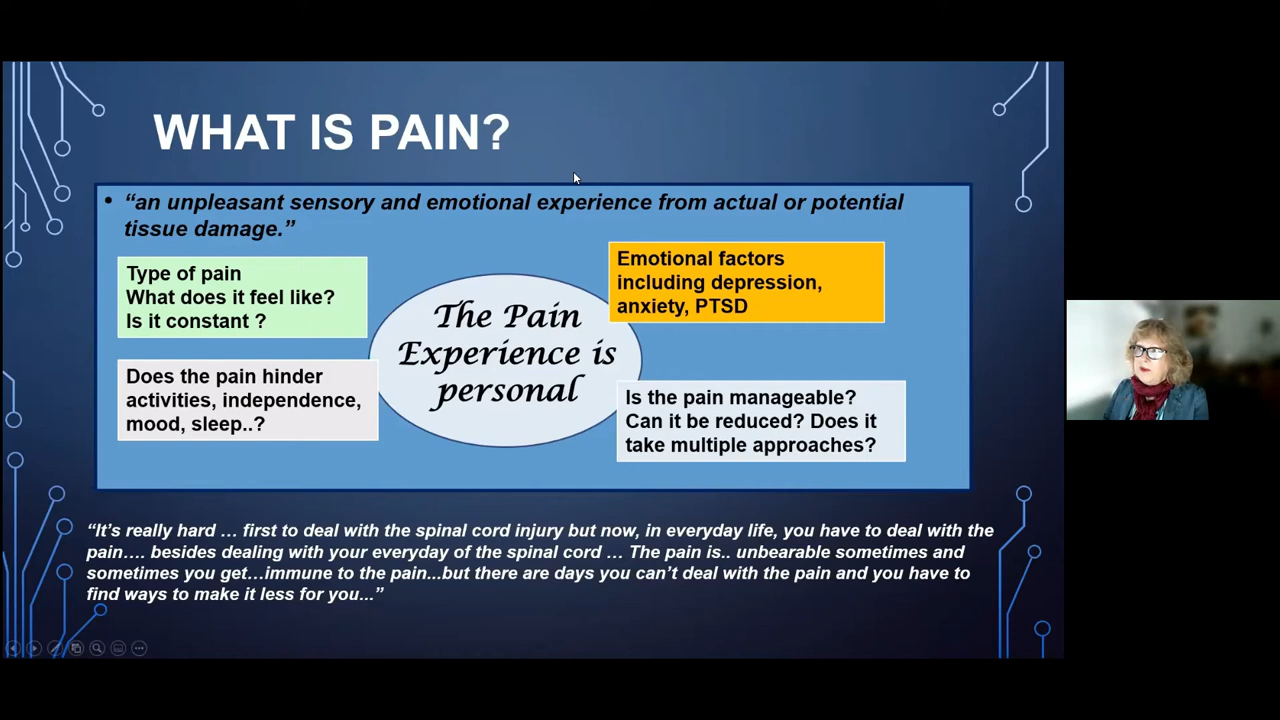 WHAT IS PAIN?
• “an unpleasant sensory and emotional experience from actual or potential
tissue damage.”
Type of pain
What does it feel like?
Is it constant ?
Emotional factors
including depression,
anxiety, PTSD
The Pain
Experience is
personal
Does the pain hinder
activities, independence,
mood, sleep..?
Is the pain manageable?
Can it be reduced? Does it
take multiple approaches?
“It’s really hard … first to deal with the spinal cord injury but now, in everyday life, you have to deal with the
pain…. besides dealing with your everyday of the spinal cord … The pain is.. unbearable sometimes and
sometimes you get…immune to the pain...but there are days you can’t deal with the pain and you have to
find ways to make it less for you...”